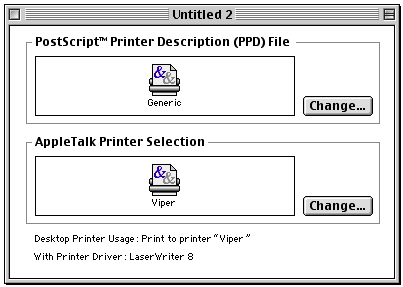 Untitled 2
PostScript™ Printer Description (PPD) File
Generic
Change...
AppleTalk Printer Selection
Viper
Change...
Desktop Printer Usage: Print to printer “Viper”
With Printer Driver: LaserWriter 8